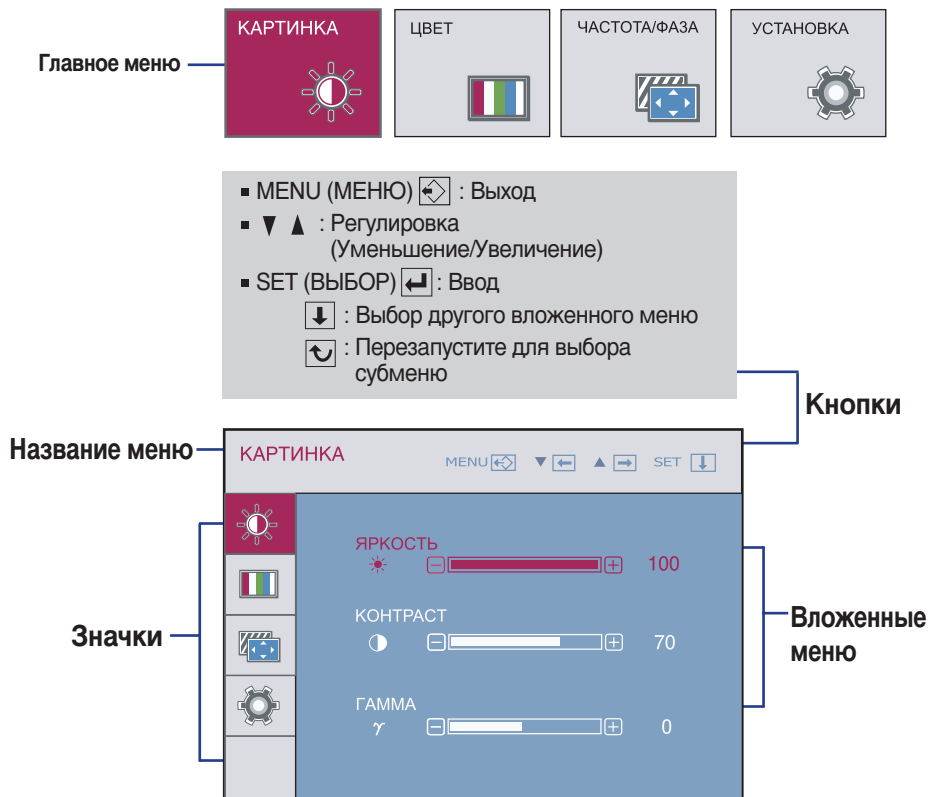 КАРТИНКА
ЦВЕТ
ЧАСТОТА/ФАЗА
УСТАНОВКА
Главное меню
▪ MENU (МЕНЮ) : Выход
▪ ▼ ▲ : Регулировка
(Уменьшение/Увеличение)
▪ SET (ВЫБОР) : Ввод
: Выбор другого вложенного меню
: Перезапустите для выбора
субменю
Кнопки
Название меню
КАРТИНКА
MENU ▼ ▲ SET
ЯРКОСТЬ
100
КОНТРАСТ
70
ГАММА
γ 0
Значки
Вложенные
меню